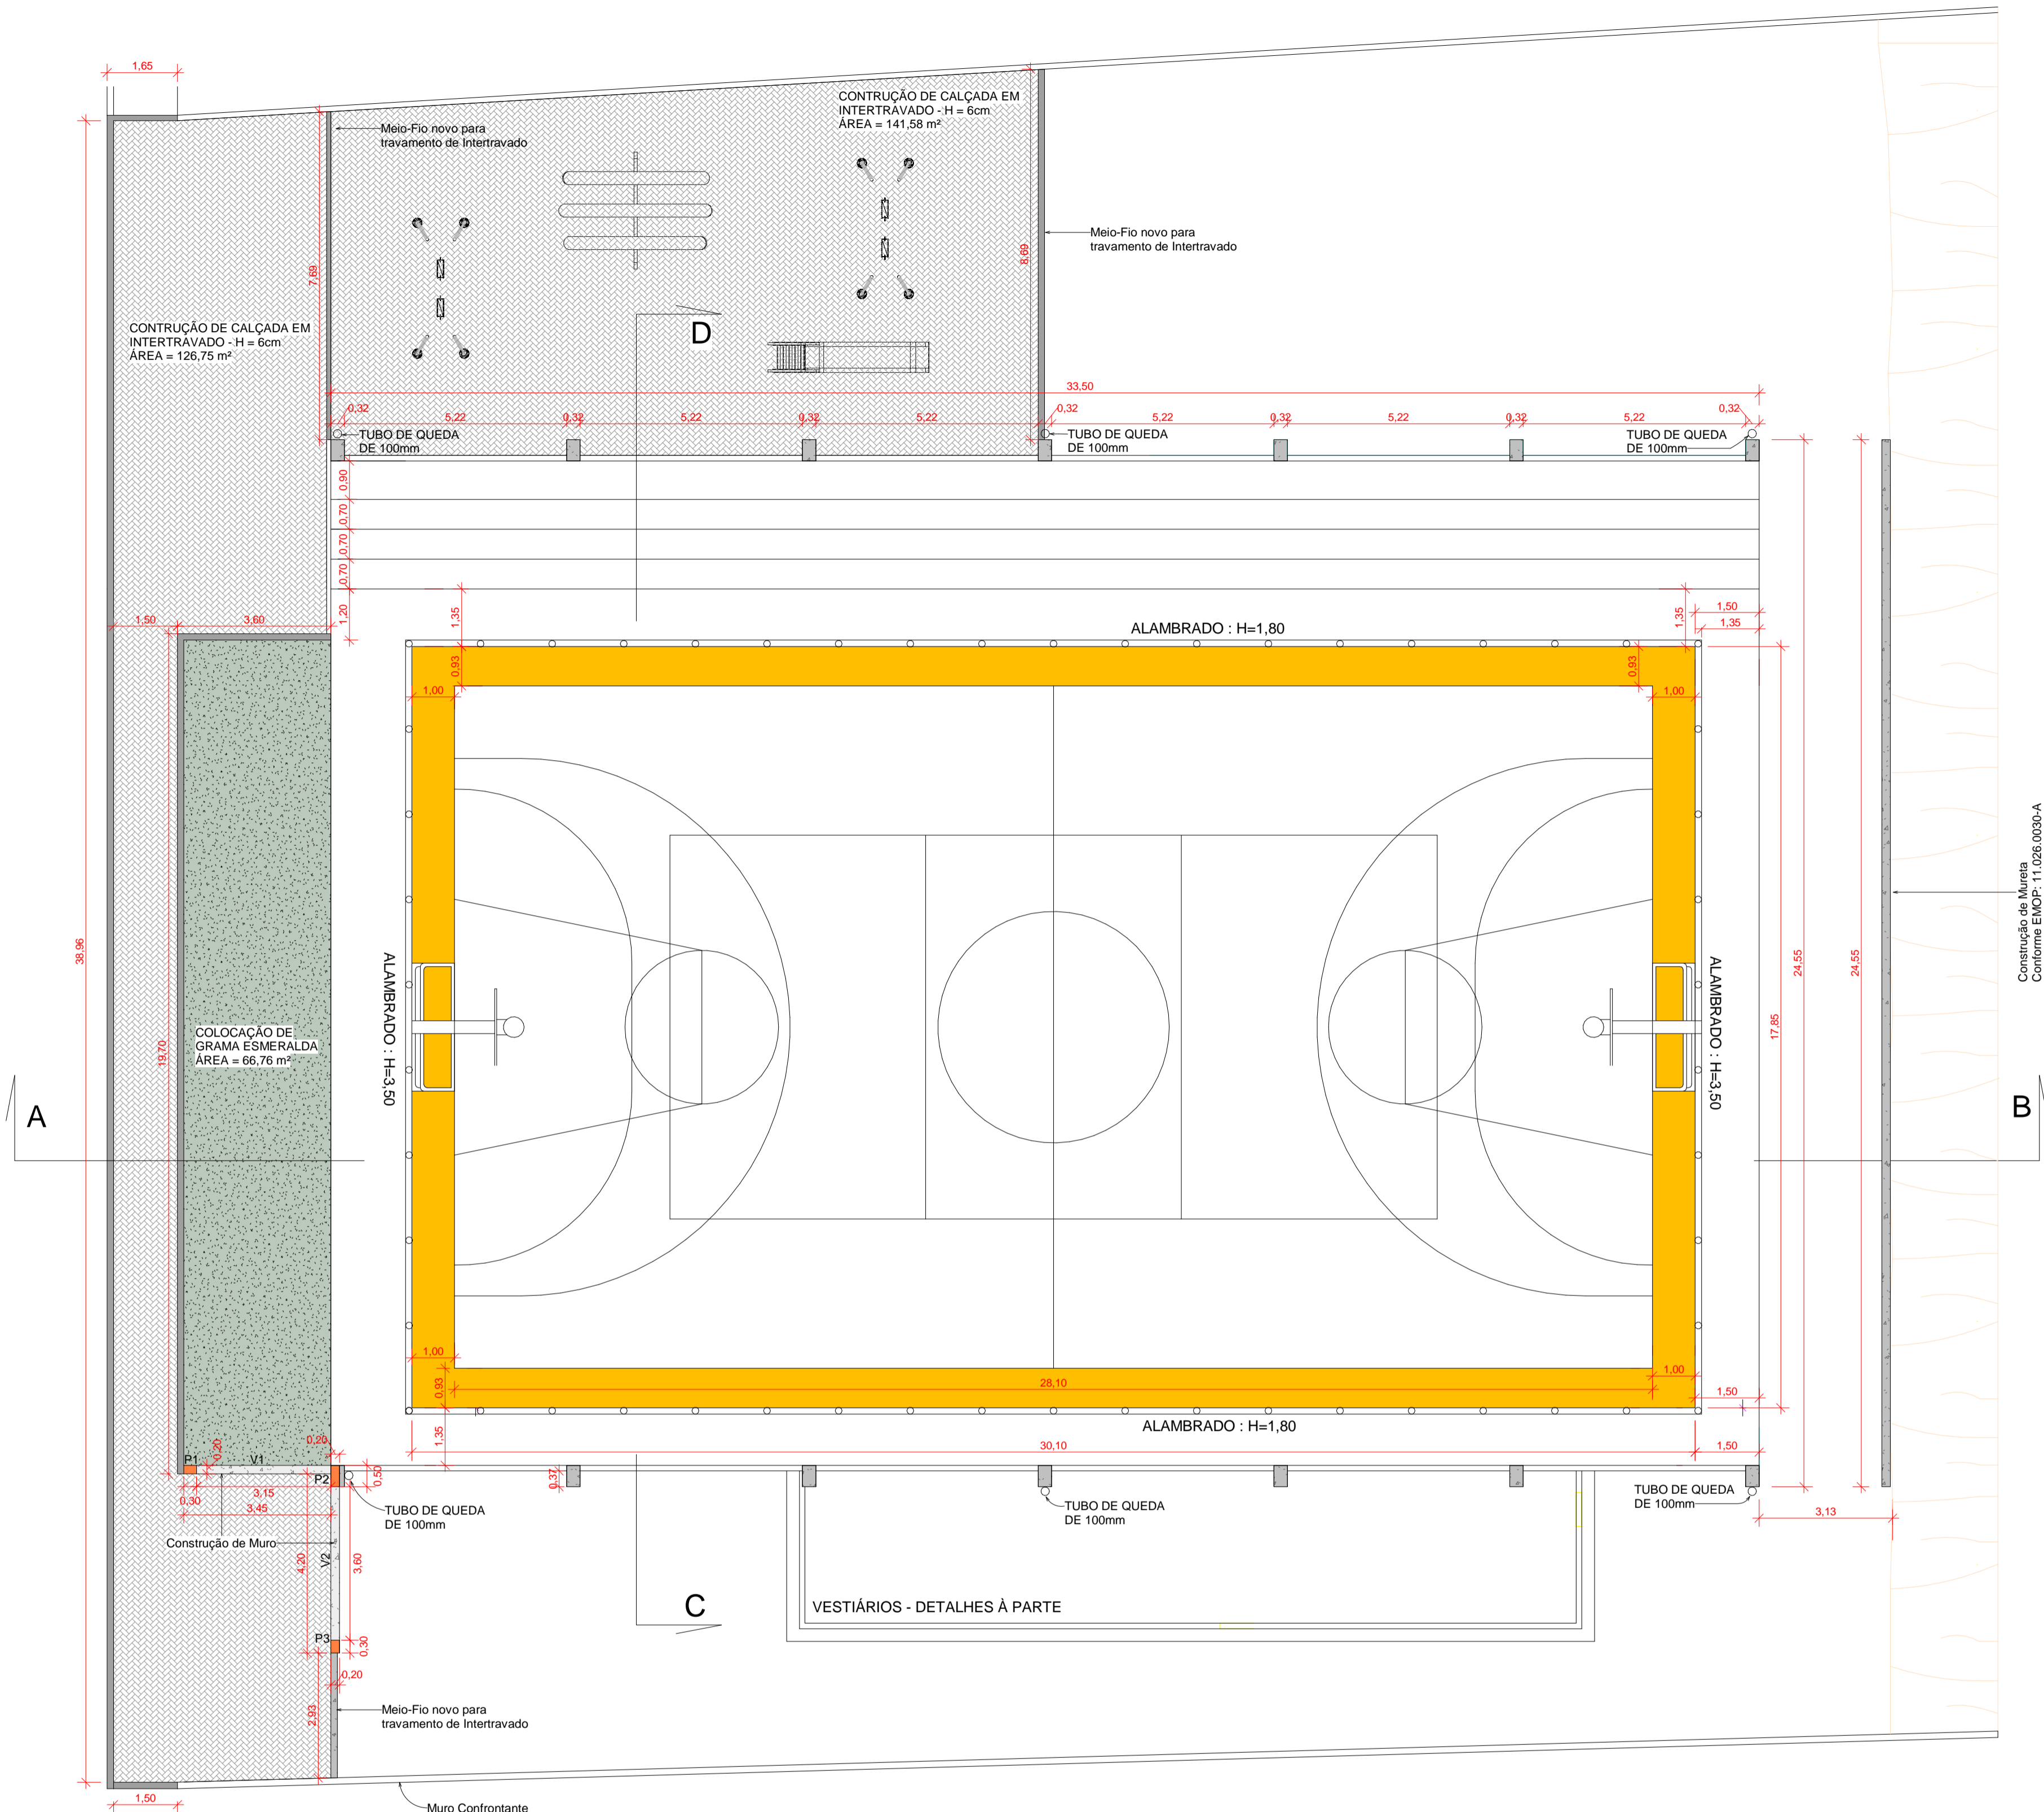 1,65
CONTRUÇÃO DE CALÇADA EM
INTERTRAVADO - H = 6cm
ÁREA = 141,58 m²
Meio-Fio novo para
travamento de Intertravado
Meio-Fio novo para
travamento de Intertravado
7,69
8,69
CONTRUÇÃO DE CALÇADA EM
INTERTRAVADO - H = 6cm
ÁREA = 126,75 m²
D
33,50
0,32
5,22
0,32
5,22
0,32
5,22
0,32
5,22
0,32
5,22
0,32
5,22
0,32
TUBO DE QUEDA
DE 100mm
TUBO DE QUEDA
DE 100mm
TUBO DE QUEDA
DE 100mm
0,90
0,70
0,70
0,70
1,20
1,50
3,60
1,35
1,35
1,50
1,35
ALAMBRADO : H=1,80
0,93
0,93
1,00
1,00
38,96
19,70
COLOCAÇÃO DE
GRAMA ESMERALDA
ÁREA = 66,76 m²
ALAMBRADO : H=3,50
ALAMBRADO : H=3,50
17,85
24,55
24,55
Construção de Mureta
Conforme EMOP: 11.026.0030-A
A
B
1,00
0,93
28,10
1,00
1,50
ALAMBRADO : H=1,80
1,35
30,10
1,50
0,20
P1
0,20
V1
P2
0,50
0,37
0,30
3,15
3,45
TUBO DE QUEDA
DE 100mm
TUBO DE QUEDA
DE 100mm
TUBO DE QUEDA
DE 100mm
3,13
Construção de Muro
4,20
V2
3,60
C
VESTIÁRIOS - DETALHES À PARTE
P3
0,30
0,20
2,93
Meio-Fio novo para
travamento de Intertravado
1,50
Muro Confrontante